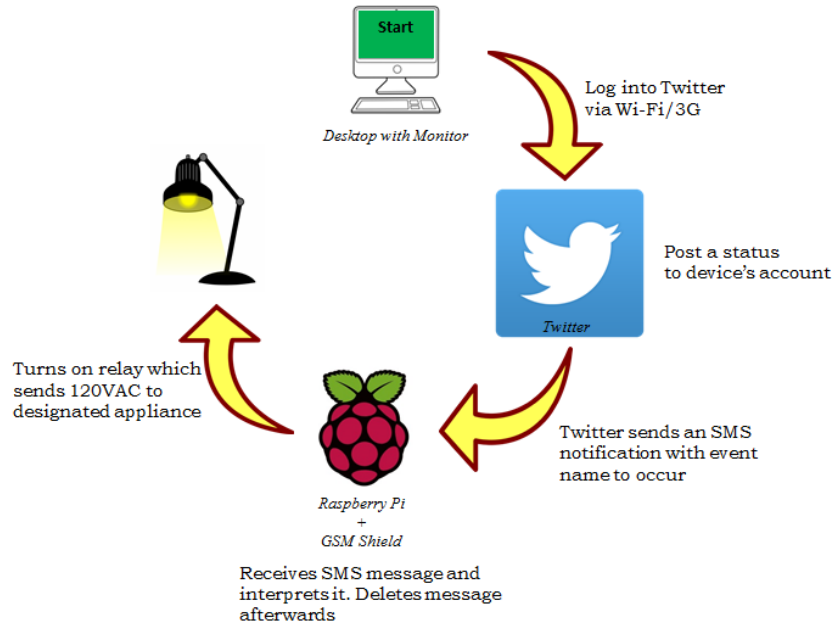 Start
Desktop with Monitor
Log into Twitter
via Wi-Fi/3G
Post a status
to device's account
Twitter
Twitter sends an SMS
notification with event
name to occur
Raspberry Pi
+
GSM Shield
Receives SMS message and
interprets it. Deletes message
afterwards
Turns on relay which
sends 120VAC to
designated appliance